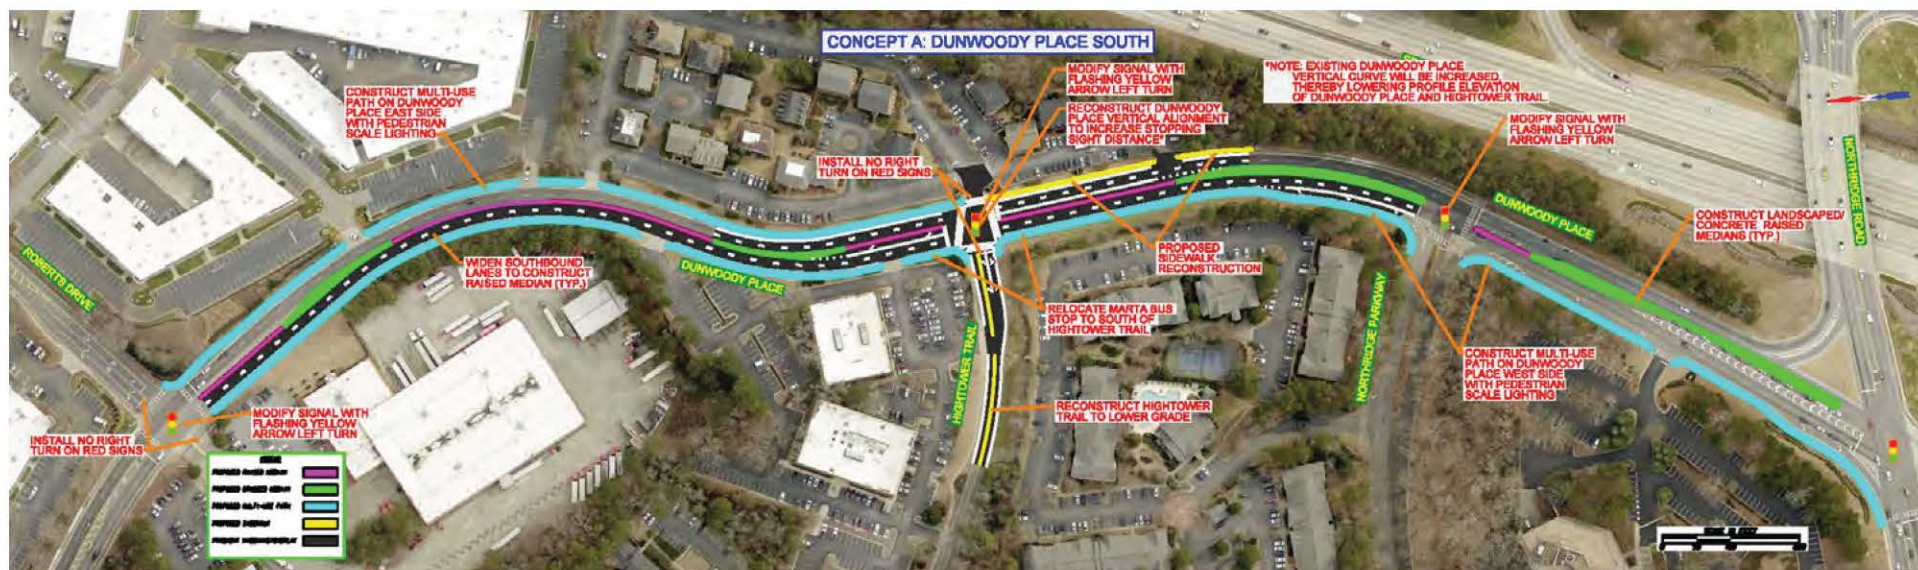 CONCEPT A: DUNWOODY PLACE SOUTH
CONSTRUCT MULTI-USE
PATH ON DUNWOODY
PLACE EAST SIDE
WITH PEDESTRIAN
SCALE LIGHTING
MODIFY SIGNAL WITH
FLASHING YELLOW
ARROW LEFT TURN
RECONSTRUCT DUNWOODY
PLACE VERTICAL ALIGNMENT
TO INCREASE STOPPING
SIGHT DISTANCE*
INSTALL NO RIGHT
TURN ON RED SIGNS
*NOTE: EXISTING DUNWOODY PLACE
VERTICAL CURVE WILL BE INCREASED,
THEREBY LOWERING PROFILE ELEVATION
OF DUNWOODY PLACE AND HIGHTOWER TRAIL.
MODIFY SIGNAL WITH
FLASHING YELLOW
ARROW LEFT TURN
NORTHRIDGE ROAD
DUNWOODY PLACE
CONSTRUCT LANDSCAPED/
CONCRETE RAISED
MEDIANS (TYP.)
ROBERTS DRIVE
WIDEN SOUTHBOUND
LANES TO CONSTRUCT
RAISED MEDIAN (TYP.)
DUNWOODY PLACE
PROPOSED
SIDEWALK
RECONSTRUCTION
RELOCATE MARTA BUS
STOP TO SOUTH OF
HIGHTOWER TRAIL
HIGHTOWER TRAIL
NORTHRIDGE PARKWAY
CONSTRUCT MULTI-USE
PATH ON DUNWOODY
PLACE WEST SIDE
WITH PEDESTRIAN
SCALE LIGHTING
RECONSTRUCT HIGHTOWER
TRAIL TO LOWER GRADE
MODIFY SIGNAL WITH
FLASHING YELLOW
ARROW LEFT TURN
INSTALL NO RIGHT
TURN ON RED SIGNS